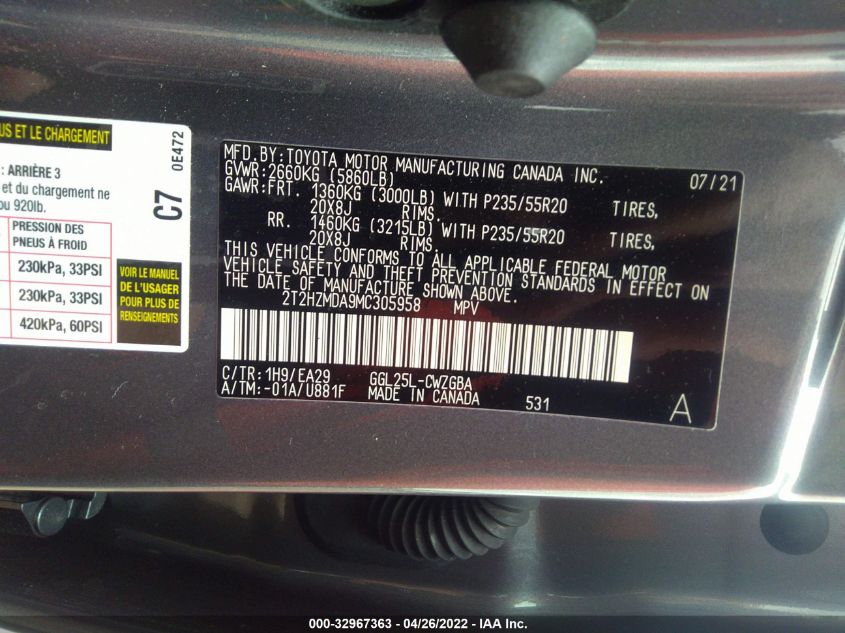 US ET LE CHARGEMENT
: ARRIÈRE 3
et du chargement ne
ou 920lb.
PRESSION DES
PNEUS À FROID
230kPa, 33PSI
230kPa, 33PSI
420kPa, 60PSI
VOIR LE MANUEL
DE L'USAGER
POUR PLUS DE
RENSEIGNEMENTS
C7
0E472
MFD.BY:TOYOTA MOTOR MANUFACTURING CANADA INC. 07/21
GVWR:2660KG (5860LB)
GAWR:FRT. 1360KG (3000LB) WITH P235/55R20 TIRES,
20X8J RIMS.
RR. 1460KG (3215LB) WITH P235/55R20 TIRES,
20X8J RIMS.
THIS VEHICLE CONFORMS TO ALL APPLICABLE FEDERAL MOTOR
VEHICLE SAFETY AND THEFT PREVENTION STANDARDS IN EFFECT ON
THE DATE OF MANUFACTURE SHOWN ABOVE.
2T2HZMDA9MC305958 MPV
C/TR:1H9/EA29 GGL25L-CWZGBA
A/TM:-01A/U881F MADE IN CANADA 531 A
000-32967363 - 04/26/2022 - IAA Inc.